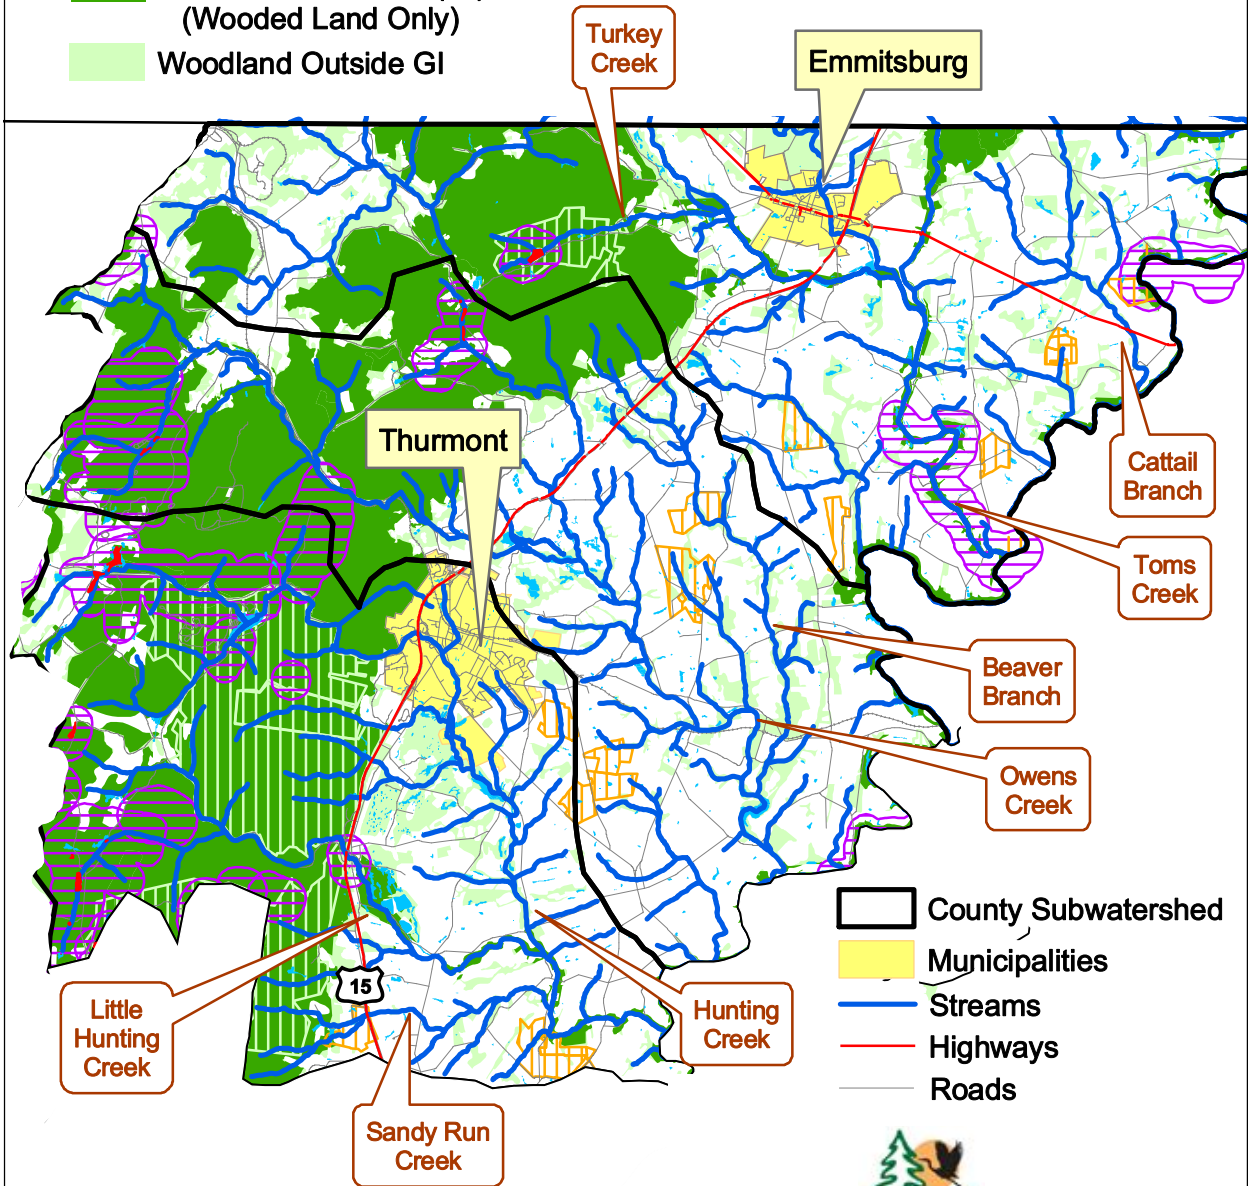 (Wooded Land Only)
Woodland Outside GI
Turkey
Creek
Emmitsburg
Thurmont
Cattail
Branch
Toms
Creek
Beaver
Branch
Owens
Creek
County Subwatershed
Municipalities
Streams
Highways
Roads
15
Little
Hunting
Creek
Hunting
Creek
Sandy Run
Creek